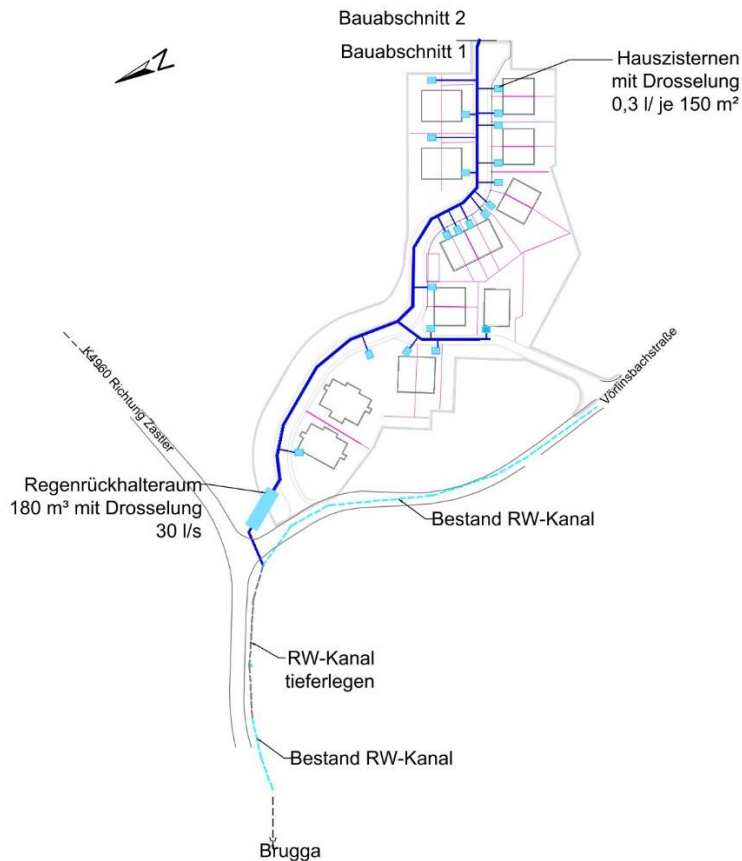 Bauabschnitt 2
Bauabschnitt 1
N
Hauszisternen
mit Drosselung
0,3 l/ je 150 m²
K4960 Richtung Zastler
Vörlinsbachstraße
Regenrückhalteraum
180 m³ mit Drosselung
30 l/s
Bestand RW-Kanal
RW-Kanal
tieferlegen
Bestand RW-Kanal
Brugga